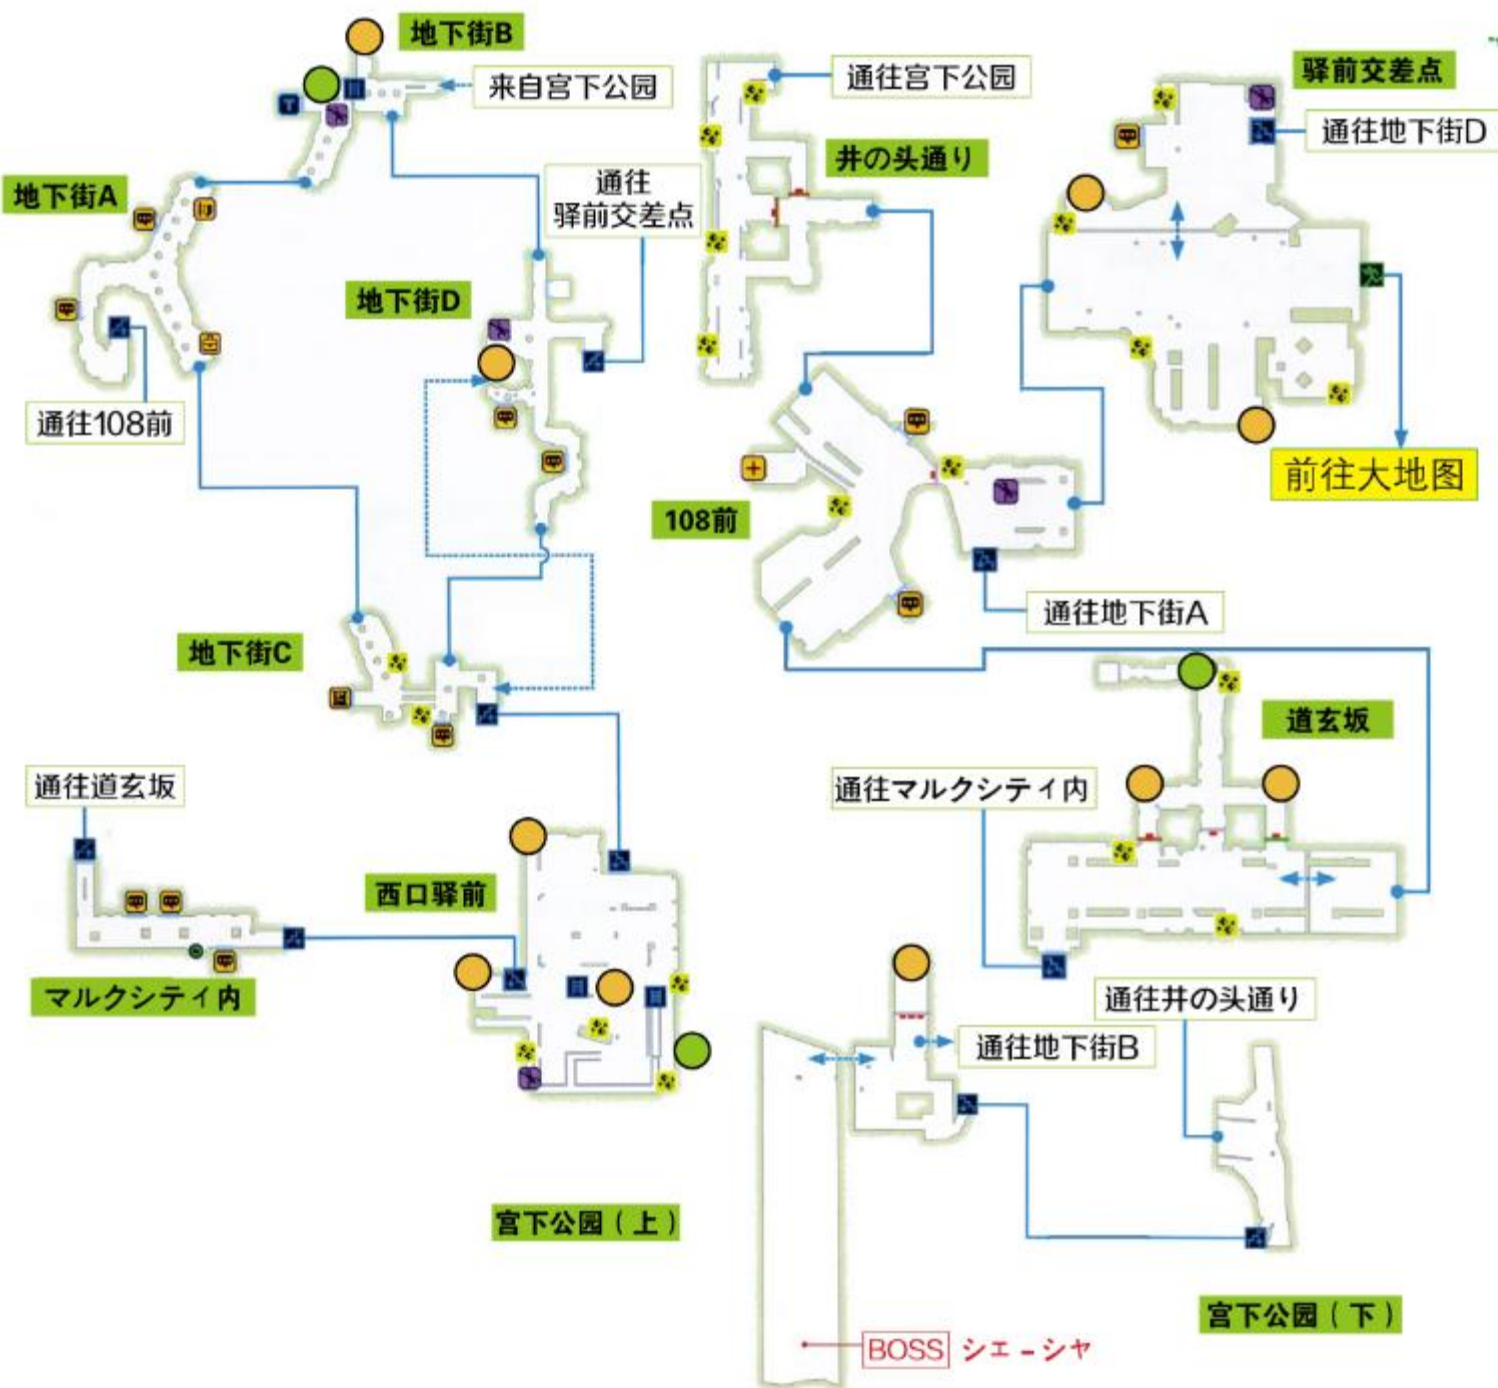 地下街B
来自宫下公园
通往宫下公园
驿前交差点
通往地下街D
井の头通り
地下街A
通往
驿前交差点
地下街D
通往108前
前往大地图
108前
通往地下街A
地下街C
道玄坂
通往道玄坂
通往マルクシティ内
西口驿前
マルクシティ内
通往井の头通り
通往地下街B
宫下公园（上）
宫下公园（下）
BOSS シエ－シヤ